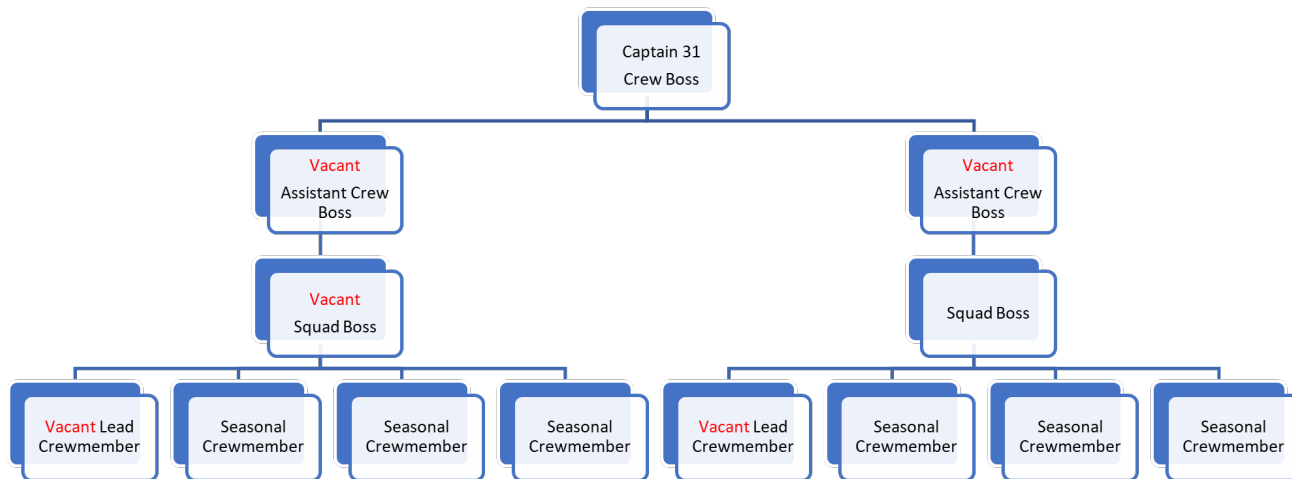 Captain 31
Crew Boss
Vacant
Assistant Crew
Boss
Vacant
Assistant Crew
Boss
Vacant
Squad Boss
Squad Boss
Vacant Lead
Crewmember
Seasonal
Crewmember
Seasonal
Crewmember
Seasonal
Crewmember
Vacant Lead
Crewmember
Seasonal
Crewmember
Seasonal
Crewmember
Seasonal
Crewmember